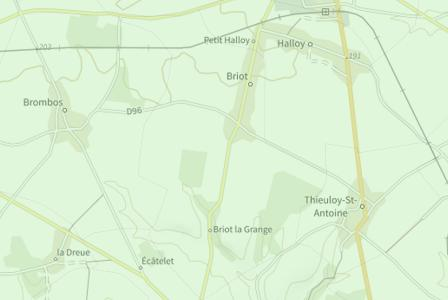 Petit Halloy
Halloy
202
191
Briot
Brombos
D96
Thieuloy-St-
Antoine
Briot la Grange
la Dreue
Écâtelet